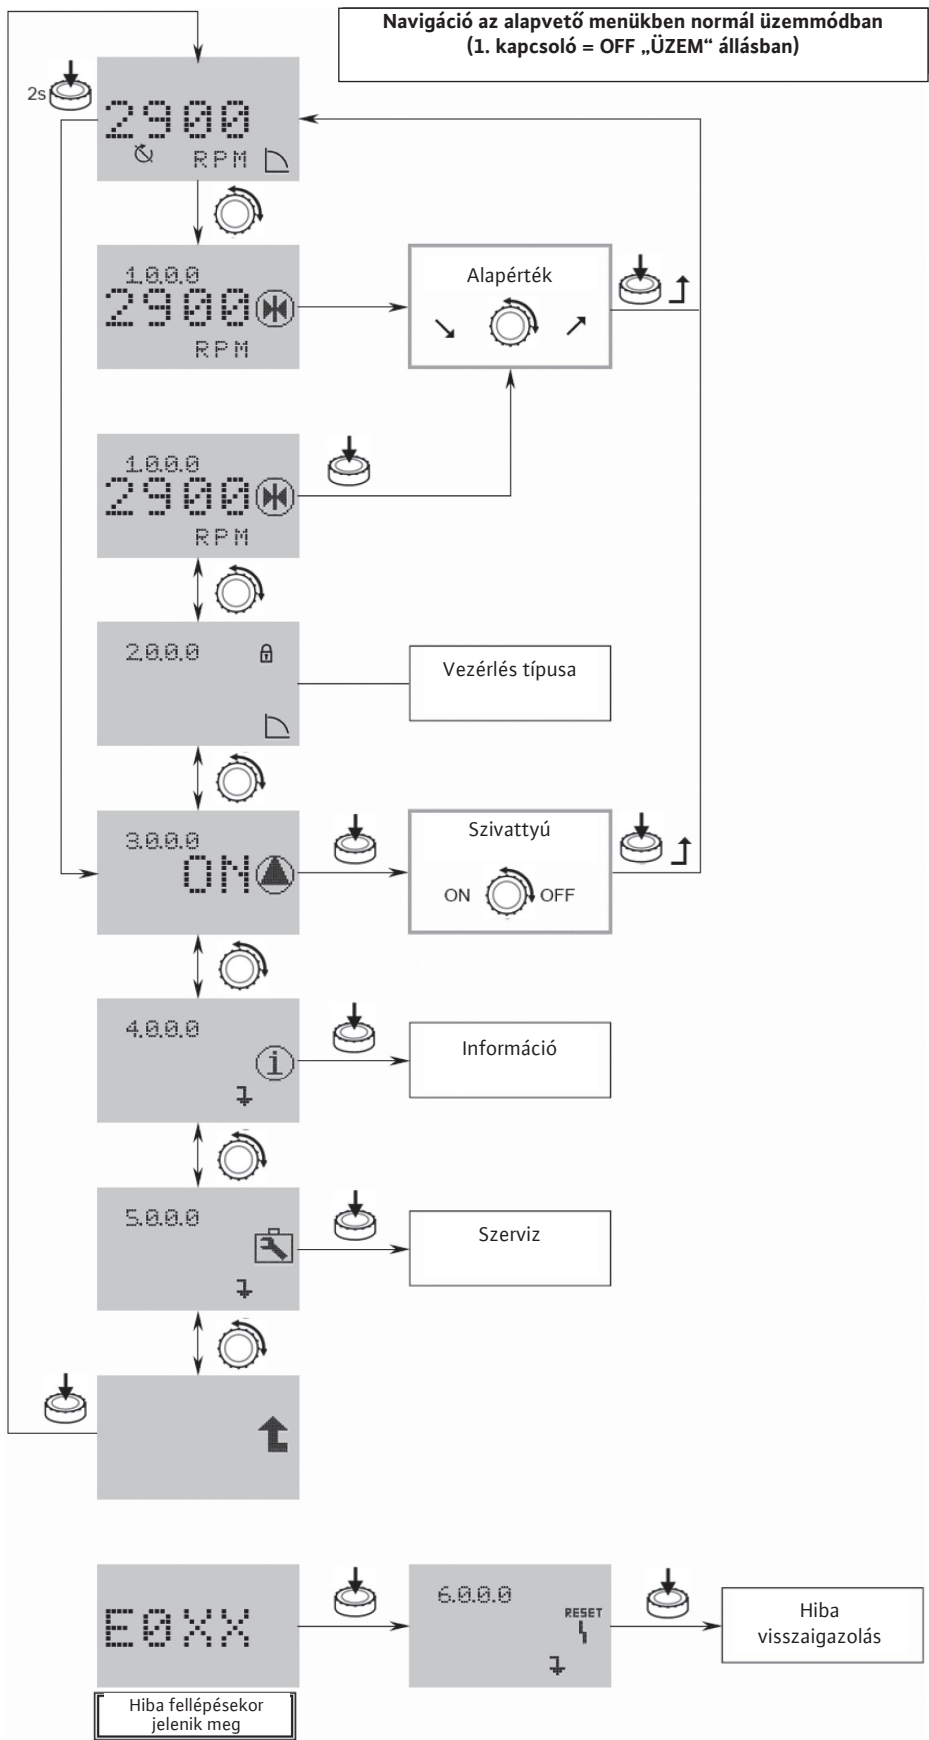 Navigáció az alapvető menükben normál üzemmódban
(1. kapcsoló = OFF „ÜZEM“ állásban)
2s
2900
RPM
1.0.0.0
2900
RPM
Alapérték
1.0.0.0
2900
RPM
2.0.0.0
Vezérlés típusa
3.0.0.0
ON
Szivattyú
ON OFF
4.0.0.0
i
Információ
5.0.0.0
Szerviz
E0XX
6.0.0.0
RESET
Hiba
visszaigazolás
Hiba fellépésekor
jelenik meg